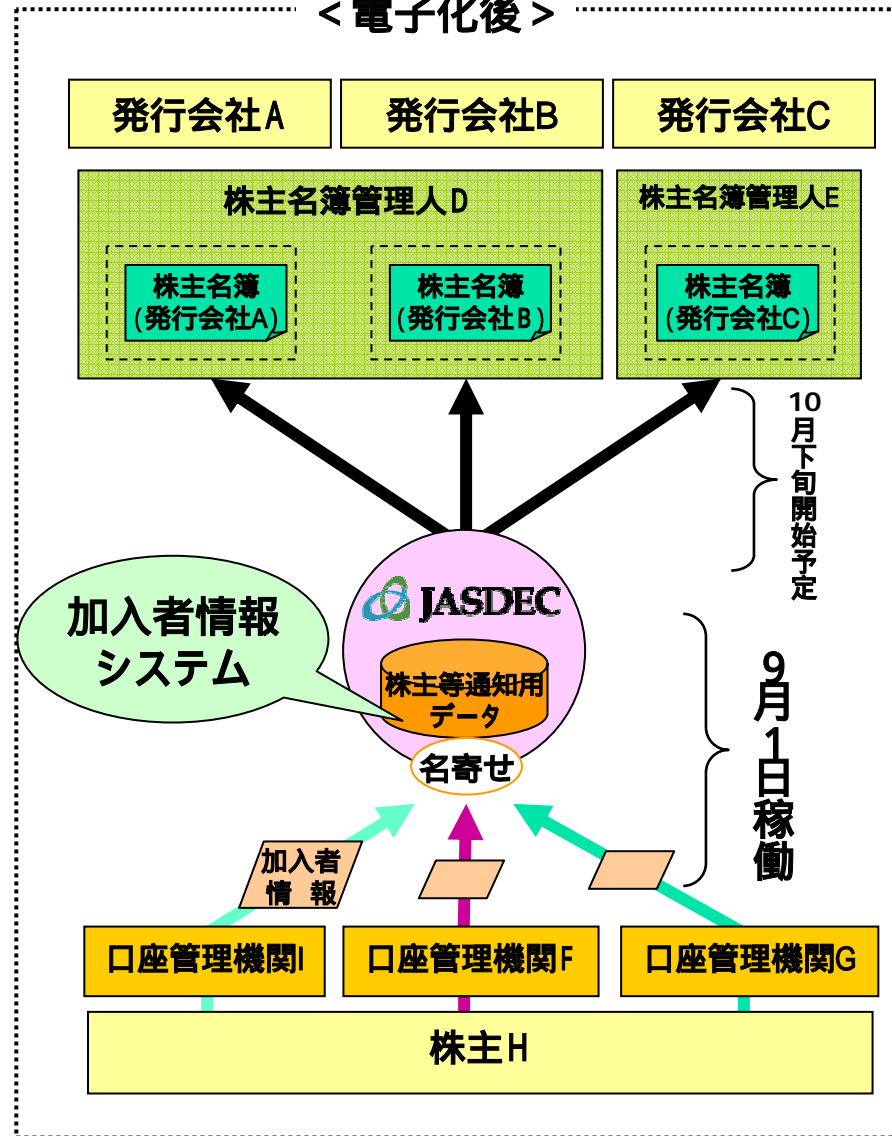 <電子化後>
発行会社A
発行会社B
発行会社C
株主名簿管理人D
株主名簿管理人E
株主名簿
(発行会社A)
株主名簿
(発行会社B)
株主名簿
(発行会社C)
10月下旬開始予定
JASDEC
加入者情報
システム
株主等通知用
データ
名寄せ
9月1日稼働
加入者
情 報
口座管理機関I
口座管理機関F
口座管理機関G
株主H